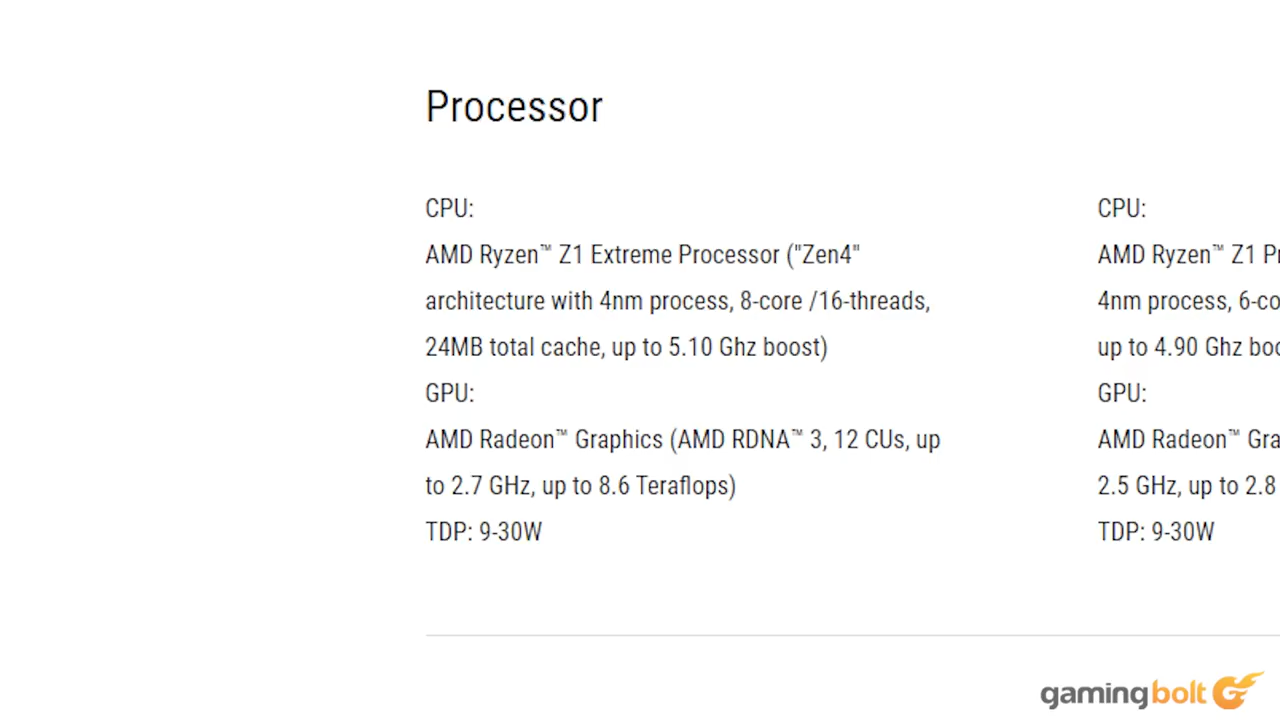 Processor
CPU:
AMD Ryzen™ Z1 Extreme Processor ("Zen4"
architecture with 4nm process, 8-core /16-threads,
24MB total cache, up to 5.10 Ghz boost)
GPU:
AMD Radeon™ Graphics (AMD RDNA™ 3, 12 CUs, up
to 2.7 GHz, up to 8.6 Teraflops)
TDP: 9-30W
CPU:
AMD Ryzen™ Z1
4nm process,
up to 4.90 Ghz
GPU:
AMD Radeon™
2.5 GHz, up to 2.8
TDP: 9-30W
gamingbolt